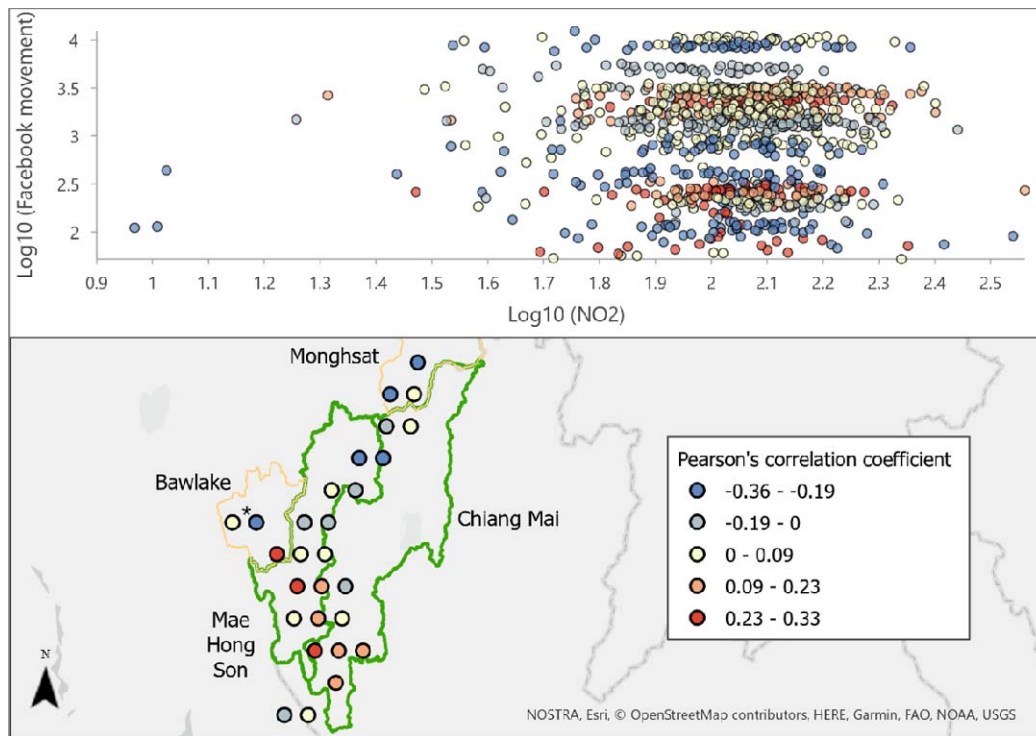 Log10 (Facebook movement)
4
3.5
3
2.5
2
0.9 1 1.1 1.2 1.3 1.4 1.5 1.6 1.7 1.8 1.9 2 2.1 2.2 2.3 2.4 2.5
Log10 (NO2)
Monghsat
Bawlake
*
Chiang Mai
Mae
Hong
Son
N
Pearson's correlation coefficient
-0.36 - -0.19
-0.19 - 0
0 - 0.09
0.09 - 0.23
0.23 - 0.33
NOSTRA, Esri, © OpenStreetMap contributors, HERE, Garmin, FAO, NOAA, USGS